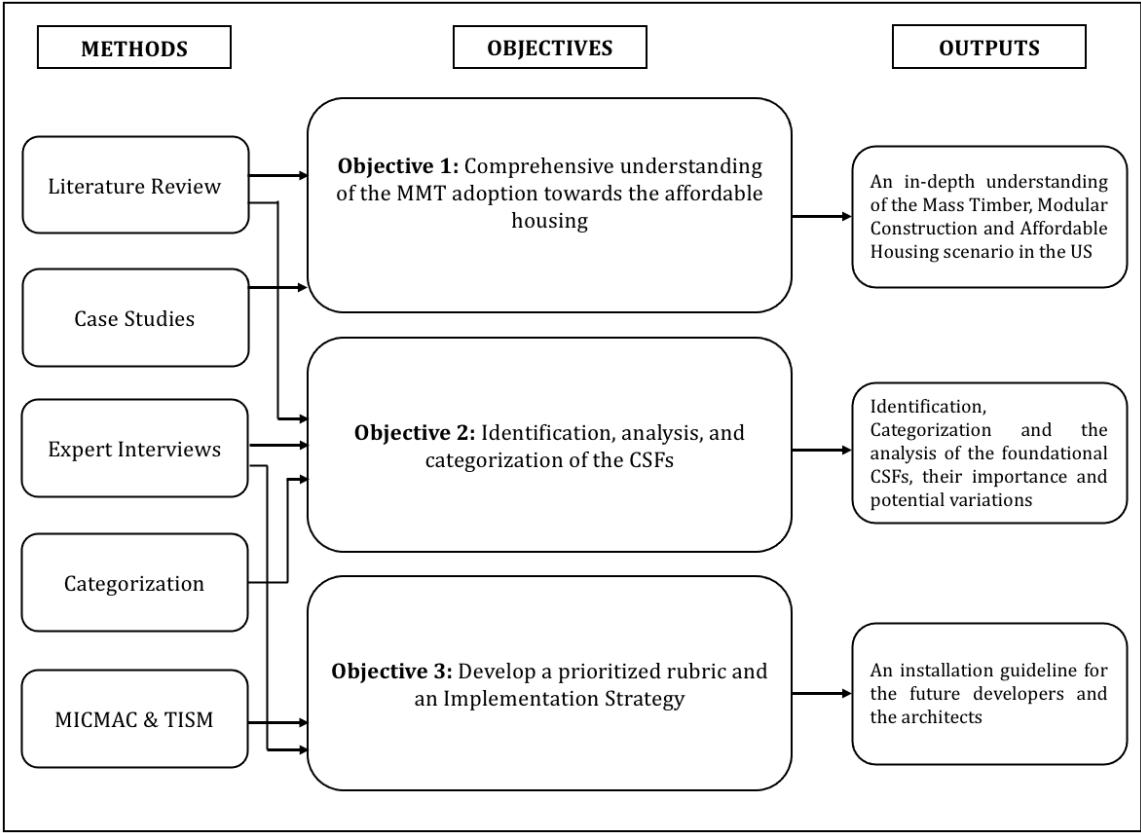 METHODS
OBJECTIVES
OUTPUTS
Literature Review
Case Studies
Expert Interviews
Categorization
MICMAC & TISM
Objective 1: Comprehensive understanding
of the MMT adoption towards the affordable
housing
Objective 2: Identification, analysis, and
categorization of the CSFs
Objective 3: Develop a prioritized rubric and
an Implementation Strategy
An in-depth understanding
of the Mass Timber, Modular
Construction and Affordable
Housing scenario in the US
Identification,
Categorization and the
analysis of the foundational
CSFs, their importance and
potential variations
An installation guideline for
the future developers and
the architects